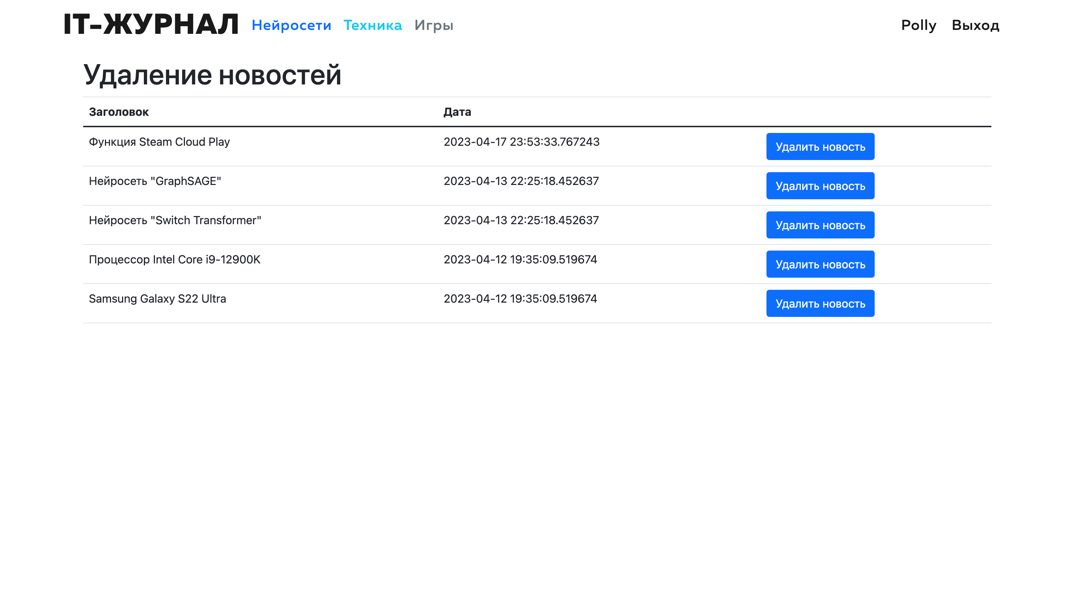 IT-ЖУРНАЛ Нейросети Техника Игры Polly Выход
Удаление новостей
Заголовок Дата
Функция Steam Cloud Play 2023-04-17 23:53:33.767243 Удалить новость
Нейросеть "GraphSAGE" 2023-04-13 22:25:18.452637 Удалить новость
Нейросеть "Switch Transformer" 2023-04-13 22:25:18.452637 Удалить новость
Процессор Intel Core i9-12900K 2023-04-12 19:35:09.519674 Удалить новость
Samsung Galaxy S22 Ultra 2023-04-12 19:35:09.519674 Удалить новость